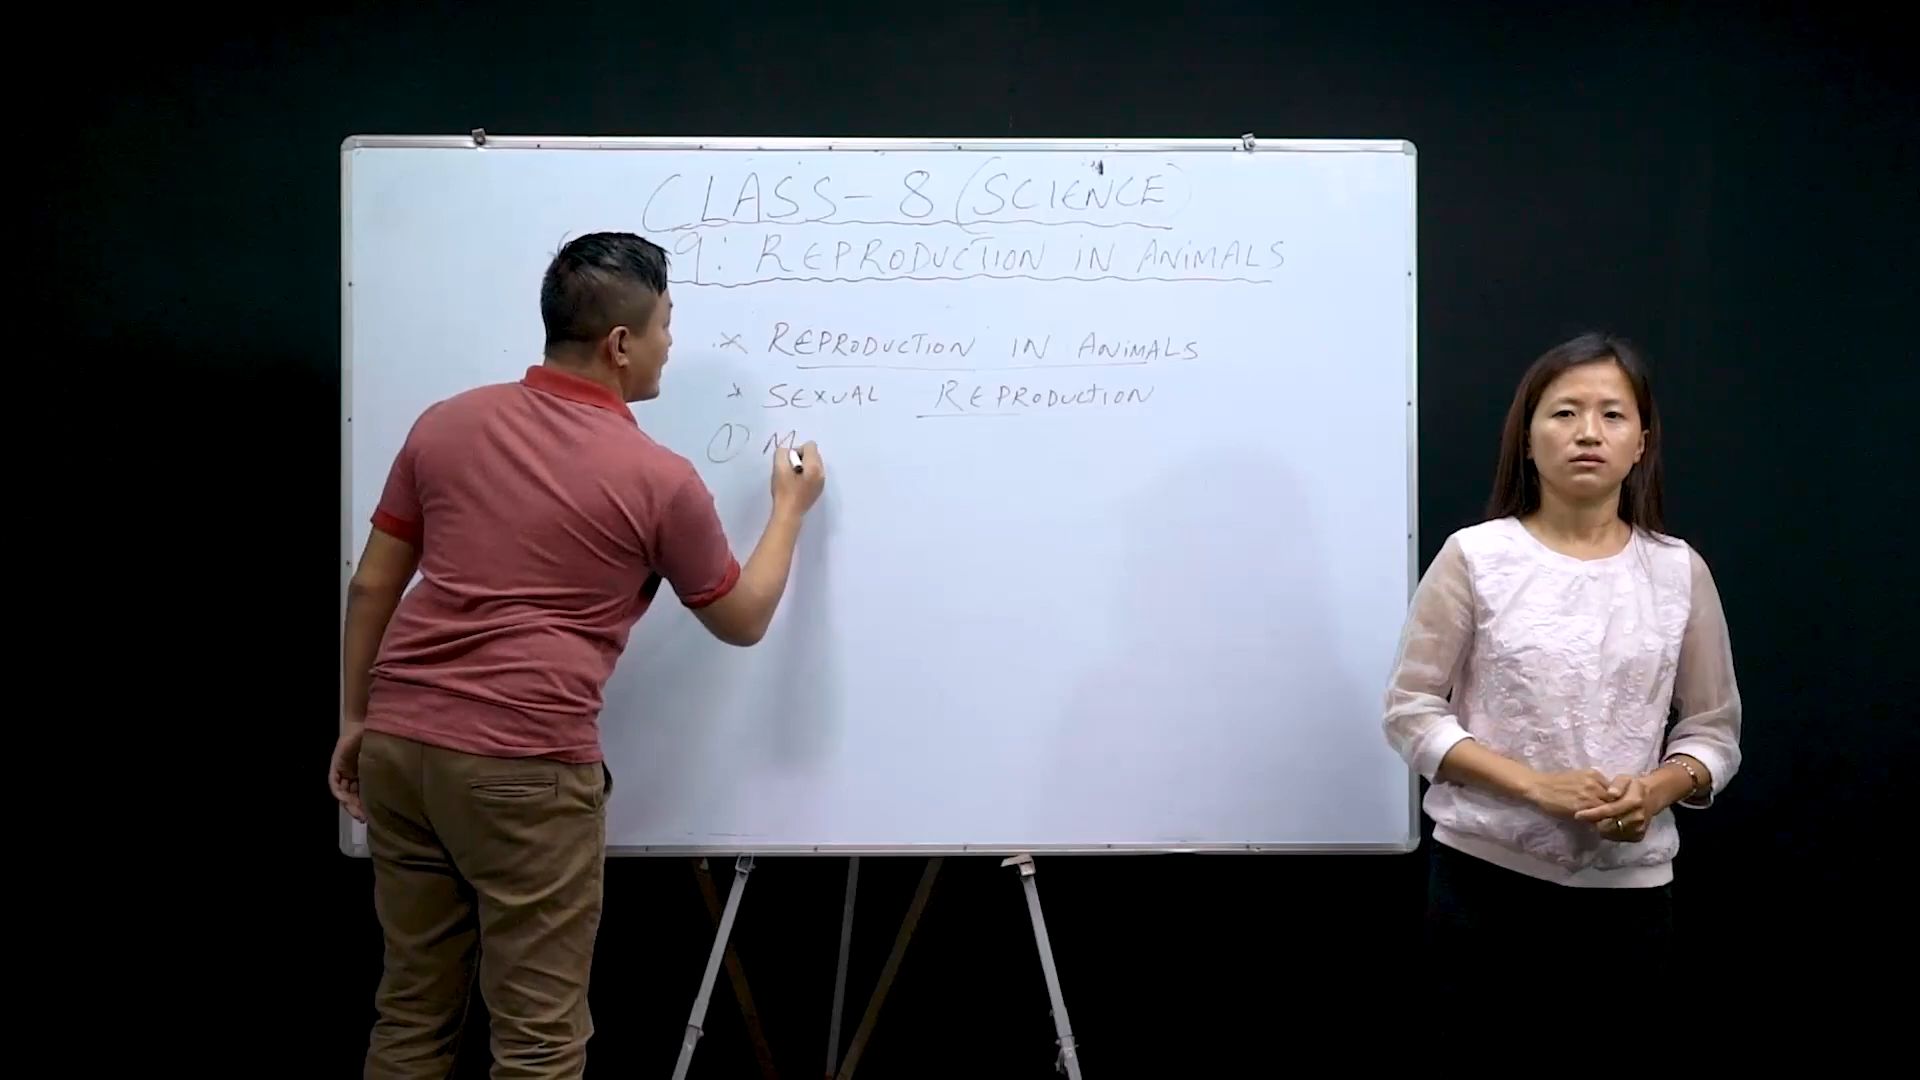 CLASS-8 (SCIENCE)
9: REPRODUCTION IN ANIMALS
* REPRODUCTION IN ANIMALS
* SEXUAL REPRODUCTION
① M